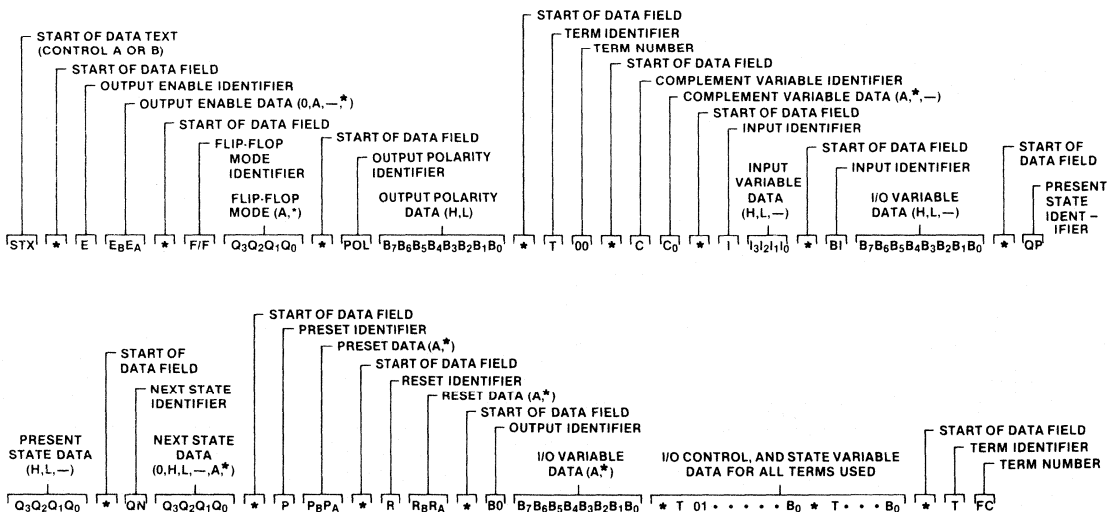 START OF DATA TEXT
(CONTROL A OR B)
START OF DATA FIELD
OUTPUT ENABLE IDENTIFIER
OUTPUT ENABLE DATA (0,A,—,*)
START OF DATA FIELD
FLIP-FLOP
MODE
IDENTIFIER
FLIP-FLOP
MODE (A,*)
START OF DATA FIELD
OUTPUT POLARITY
IDENTIFIER
OUTPUT POLARITY
DATA (H,L)
START OF DATA FIELD
TERM IDENTIFIER
TERM NUMBER
START OF DATA FIELD
COMPLEMENT VARIABLE IDENTIFIER
COMPLEMENT VARIABLE DATA (A,*,—)
START OF DATA FIELD
INPUT IDENTIFIER
INPUT
VARIABLE
DATA
(H,L,—)
START OF DATA FIELD
INPUT IDENTIFIER
I/O VARIABLE
DATA (H,L,—)
START OF
DATA FIELD
PRESENT
STATE
IDENT –
IFIER
STX * E EBEA * F/F Q3Q2Q1Q0 * POL B7B6B5B4B3B2B1B0 * T 00 * C C0 * I I3I2I1I0 * BI B7B6B5B4B3B2B1B0 * QP
PRESENT
STATE DATA
(H,L,—)
START OF
DATA FIELD
NEXT STATE
IDENTIFIER
NEXT STATE
DATA
(0,H,L,—,A,*)
START OF DATA FIELD
PRESET IDENTIFIER
PRESET DATA (A,*)
START OF DATA FIELD
RESET IDENTIFIER
RESET DATA (A,*)
START OF DATA FIELD
OUTPUT IDENTIFIER
I/O VARIABLE
DATA (A,*)
I/O CONTROL, AND STATE VARIABLE
DATA FOR ALL TERMS USED
START OF DATA FIELD
TERM IDENTIFIER
TERM NUMBER
Q3Q2Q1Q0 * QN Q3Q2Q1Q0 * P PBPA * R RBRA * B0 B7B6B5B4B3B2B1B0 * T 01 · · · · · B0 * T · · · B0 * T FC